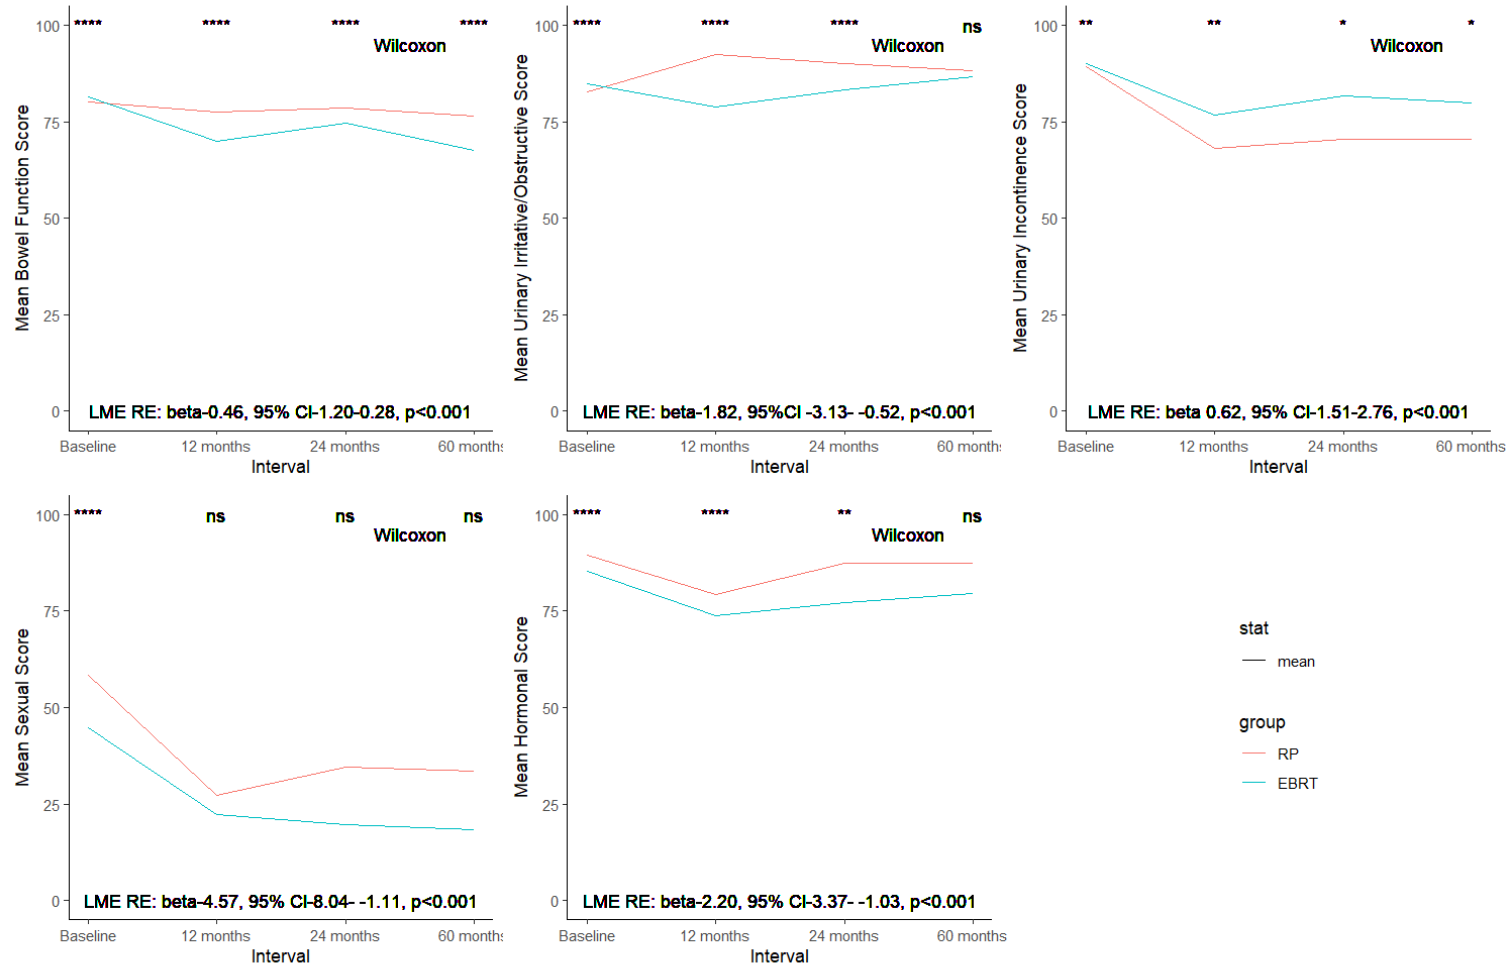 100
75
50
25
0
Mean Bowel Function Score
**** **** **** ****
Wilcoxon
LME RE: beta-0.46, 95% CI-1.20-0.28, p<0.001
Baseline 12 months 24 months 60 months
Interval
100
75
50
25
0
Mean Urinary Irritative/Obstructive Score
**** **** **** ns
Wilcoxon
LME RE: beta-1.82, 95%CI -3.13- -0.52, p<0.001
Baseline 12 months 24 months 60 months
Interval
100
75
50
25
0
Mean Urinary Incontinence Score
** ** * *
Wilcoxon
LME RE: beta 0.62, 95% CI-1.51-2.76, p<0.001
Baseline 12 months 24 months 60 months
Interval
100
75
50
25
0
Mean Sexual Score
**** ns ns ns
Wilcoxon
LME RE: beta-4.57, 95% CI-8.04- -1.11, p<0.001
Baseline 12 months 24 months 60 months
Interval
100
75
50
25
0
Mean Hormonal Score
**** **** ** ns
Wilcoxon
LME RE: beta-2.20, 95% CI-3.37- -1.03, p<0.001
Baseline 12 months 24 months 60 months
Interval
stat
mean
group
RP
EBRT